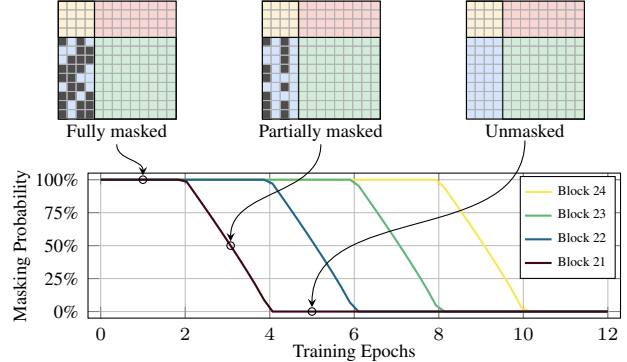 Fully masked Partially masked Unmasked
Masking Probability
100%
75%
50%
25%
0%
Block 24
Block 23
Block 22
Block 21
0 2 4 6 8 10 12
Training Epochs